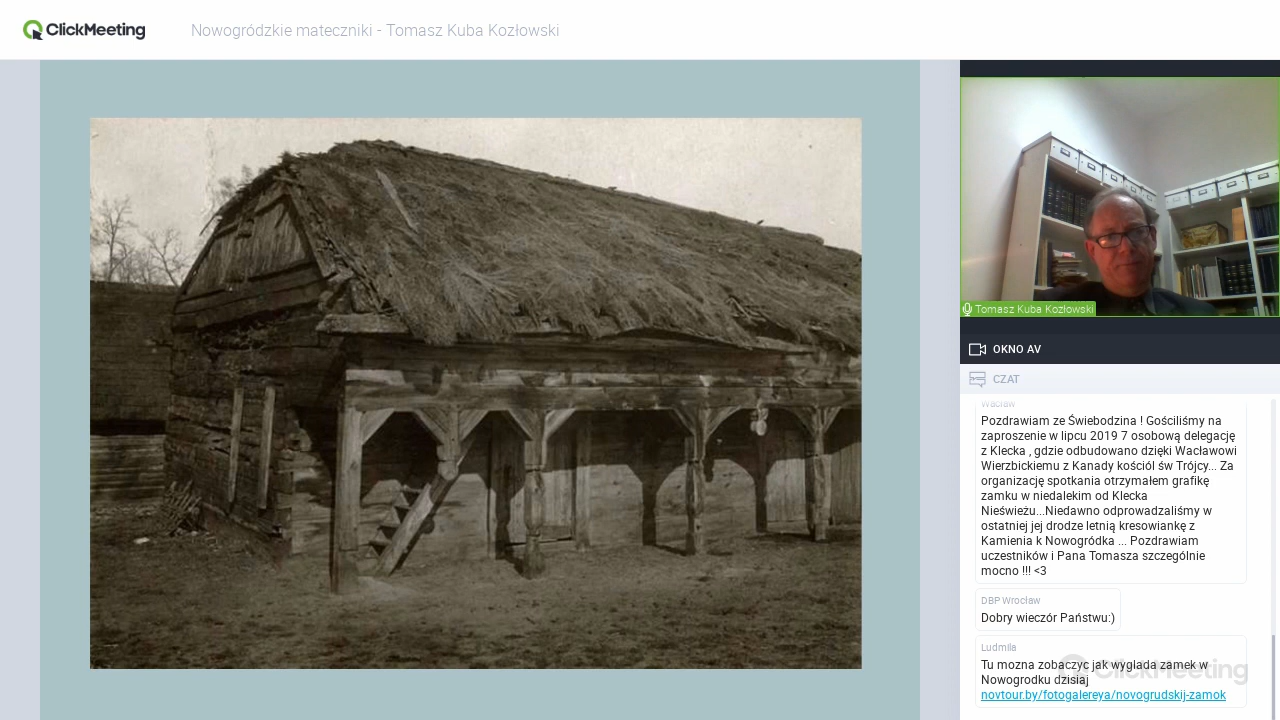 ClickMeeting
Nowogródzkie mateczniki - Tomasz Kuba Kozłowski
Tomasz Kuba Kozłowski
OKNO AV
CZAT
Wacław
Pozdrawiam ze Świebodzina ! Gościliśmy na
zaproszenie w lipcu 2019 7 osobową delegację
z Klecka , gdzie odbudowano dzięki Wacławowi
Wierzbickiemu z Kanady kościól św Trójcy... Za
organizację spotkania otrzymałem grafikę
zamku w niedalekim od Klecka
Nieświeżu...Niedawno odprowadzaliśmy w
ostatniej jej drodze letnią kresowiankę z
Kamienia k Nowogródka ... Pozdrawiam
uczestników i Pana Tomasza szczególnie
mocno !!! <3
DBP Wrocław
Dobry wieczór Państwu:)
Ludmila
Tu mozna zobaczyc jak wygiada zamek w
Nowogrodku dzisiaj
novtour.by/fotogalereya/novogrudskij-zamok
ClickMeeting